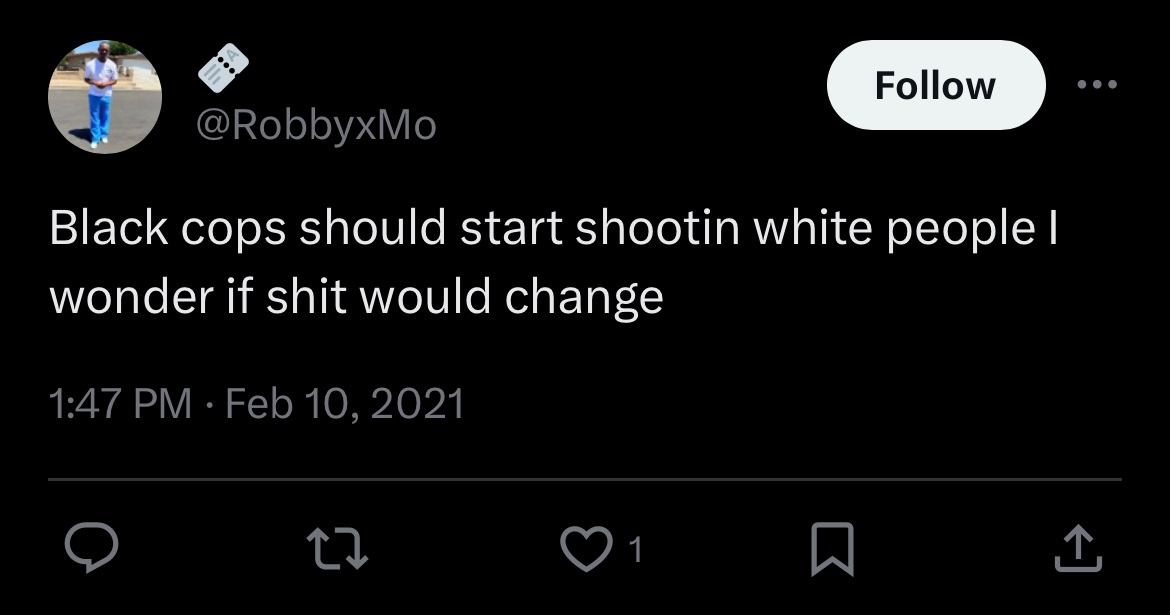 @RobbyxMo
Follow
Black cops should start shootin white people I
wonder if shit would change
1:47 PM · Feb 10, 2021
1